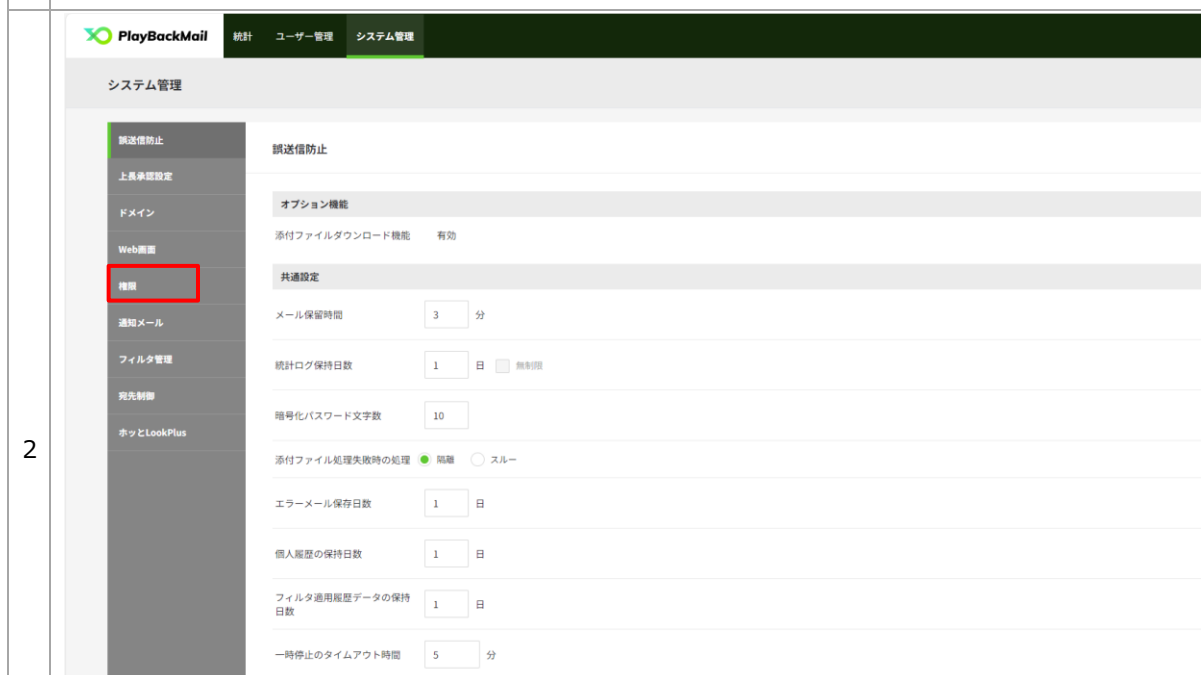 PlayBackMail 統計 ユーザー管理 システム管理
システム管理
誤送信防止
上長承認設定
ドメイン
Web画面
権限
通知メール
フィルタ管理
宛先制御
ホッとLookPlus
誤送信防止
オプション機能
添付ファイルダウンロード機能 有効
共通設定
メール保留時間 3 分
統計ログ保持日数 1 日 無制限
暗号化パスワード文字数 10
添付ファイル処理失敗時の処理 隔離 スルー
エラーメール保存日数 1 日
個人履歴の保持日数 1 日
フィルタ適用履歴データの保持
日数 1 日
一時停止のタイムアウト時間 5 分
2